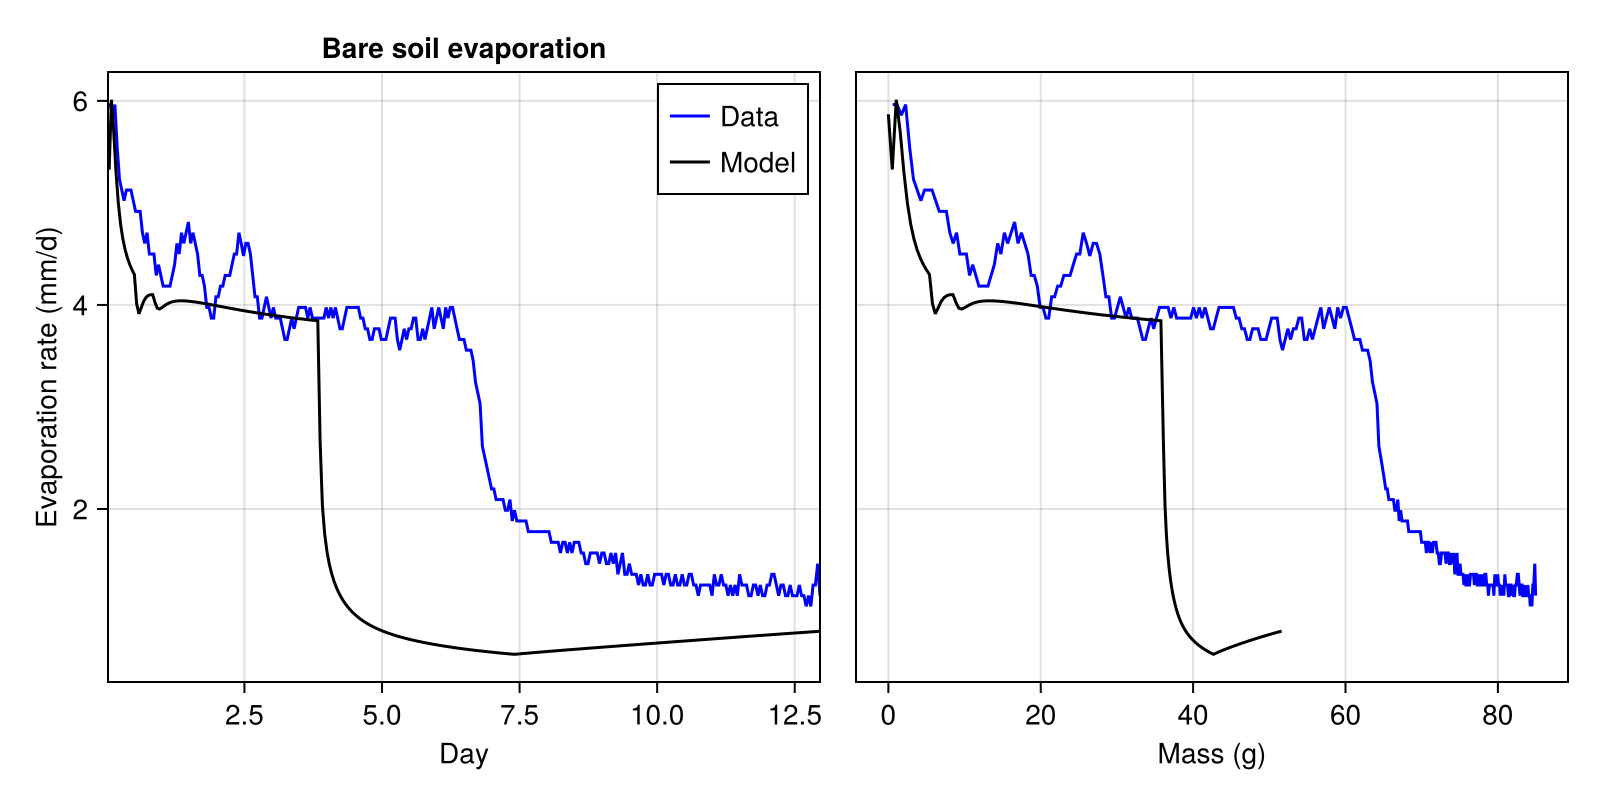 Bare soil evaporation
Data
Model
Evaporation rate (mm/d)
6
4
2
2.5 5.0 7.5 10.0 12.5
Day
0 20 40 60 80
Mass (g)